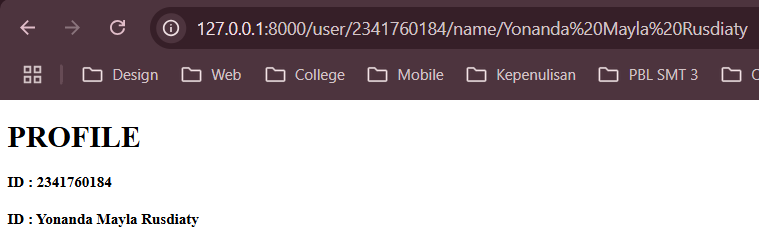 127.0.0.1:8000/user/2341760184/name/Yonanda%20Mayla%20Rusdiaty
Design Web College Mobile Kepenulisan PBL SMT 3
PROFILE
ID : 2341760184
ID : Yonanda Mayla Rusdiaty